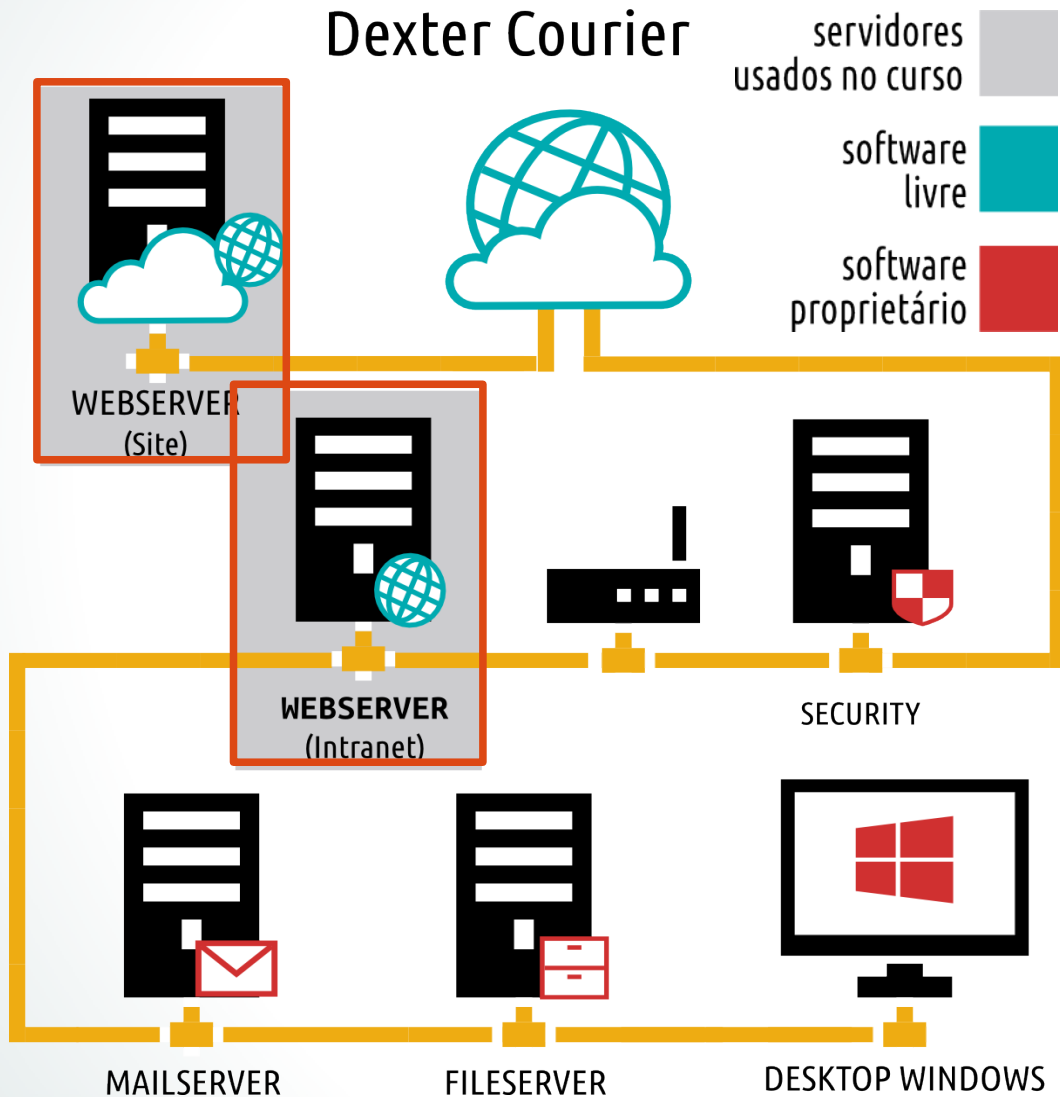 Dexter Courier
servidores
usados no curso
software
livre
software
proprietário
WEBSERVER
(Site)
WEBSERVER
(Intranet)
SECURITY
MAILSERVER
FILESERVER
DESKTOP WINDOWS